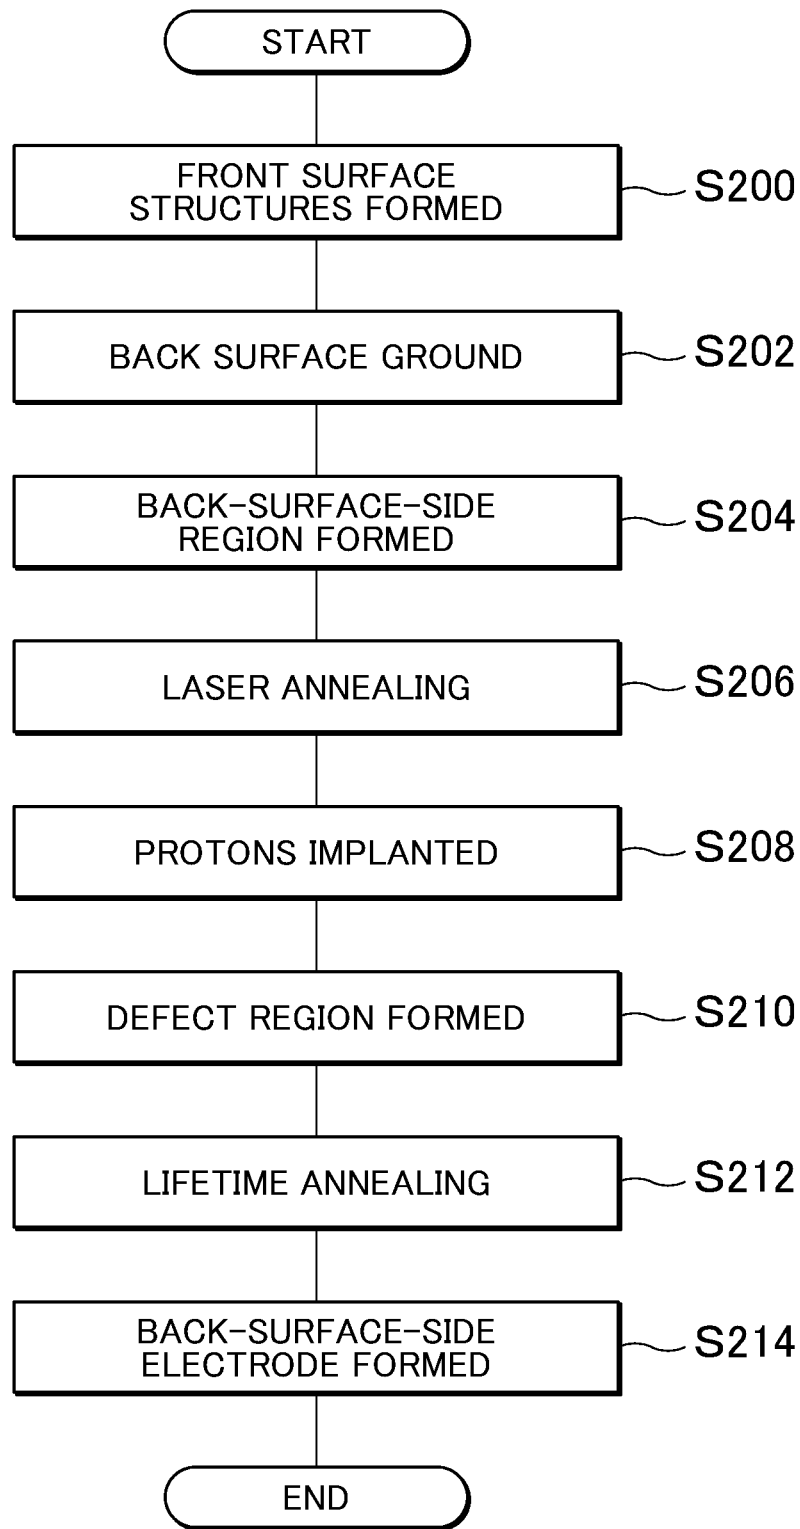 START
FRONT SURFACE
STRUCTURES FORMED
S200
BACK SURFACE GROUND
S202
BACK-SURFACE-SIDE
REGION FORMED
S204
LASER ANNEALING
S206
PROTONS IMPLANTED
S208
DEFECT REGION FORMED
S210
LIFETIME ANNEALING
S212
BACK-SURFACE-SIDE
ELECTRODE FORMED
S214
END